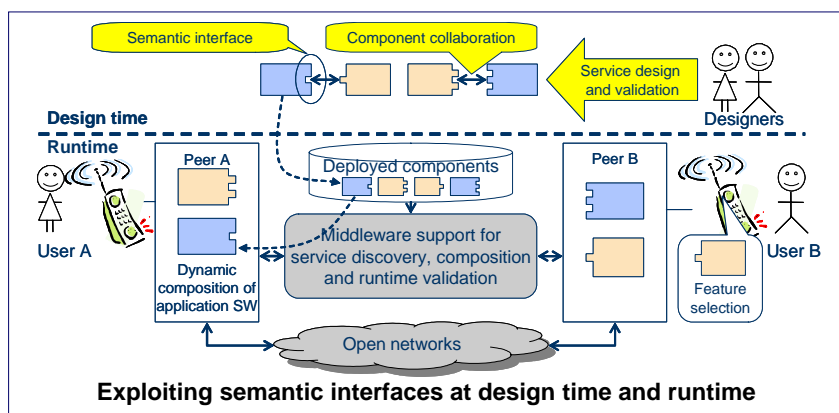 Semantic interface
Component collaboration
Service design
and validation
Designers
Design time
Runtime
Peer A
Deployed components
Peer B
User A
Middleware support for
service discovery, composition
and runtime validation
User B
Dynamic
composition of
application SW
Feature
selection
Open networks
Exploiting semantic interfaces at design time and runtime